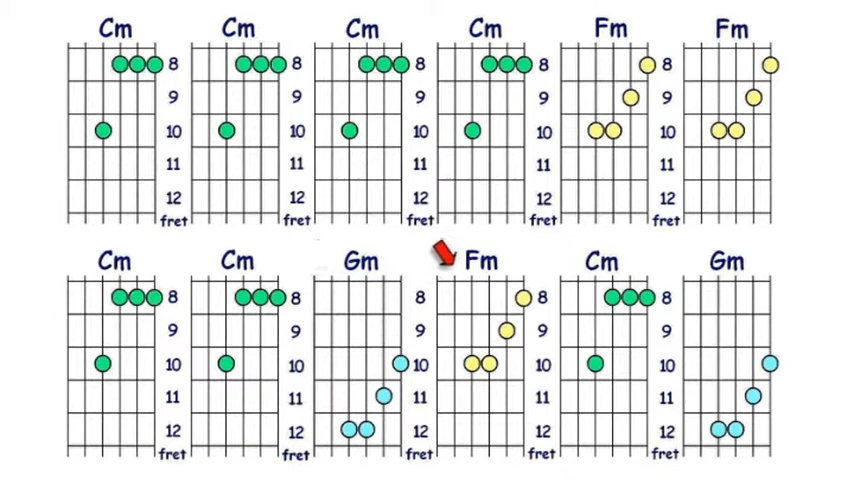 Cm Cm Cm Cm Fm Fm
8 8 8 8 8
9 9 9 9 9
10 10 10 10 10
11 11 11 11 11
12 12 12 12 12
fret fret fret fret fret
Cm Cm Gm Fm Cm Gm
8 8 8 8 8
9 9 9 9 9
10 10 10 10 10
11 11 11 11 11
12 12 12 12 12
fret fret fret fret fret